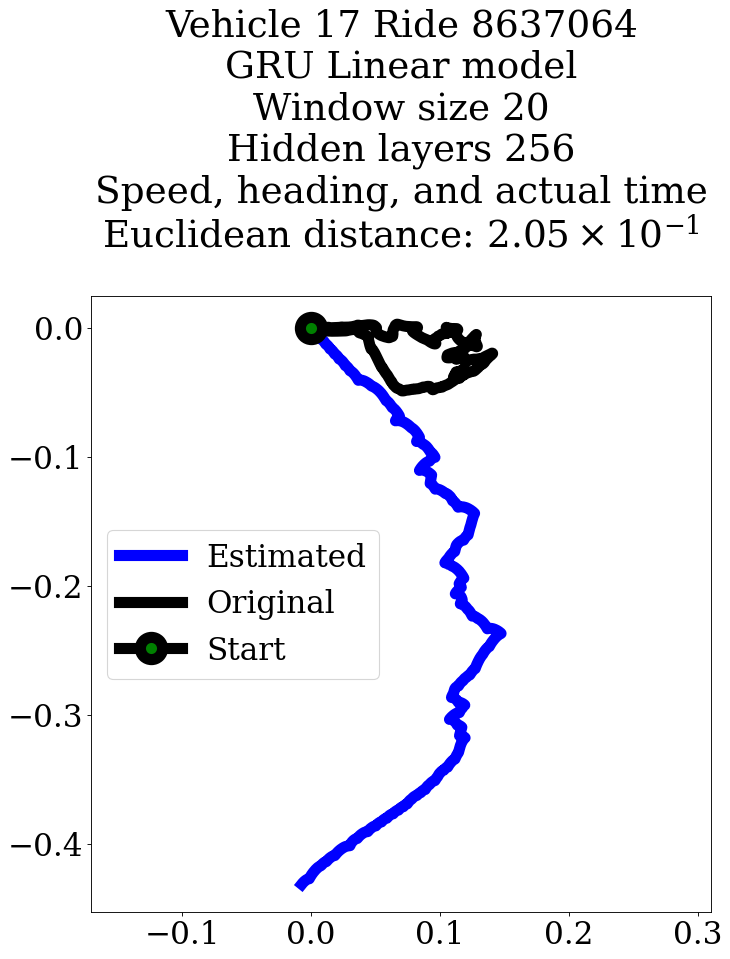 Vehicle 17 Ride 8637064
GRU Linear model
Window size 20
Hidden layers 256
Speed, heading, and actual time
Euclidean distance: 2.05 × 10⁻¹
0.0
−0.1
−0.2
−0.3
−0.4
Estimated
Original
Start
−0.1 0.0 0.1 0.2 0.3